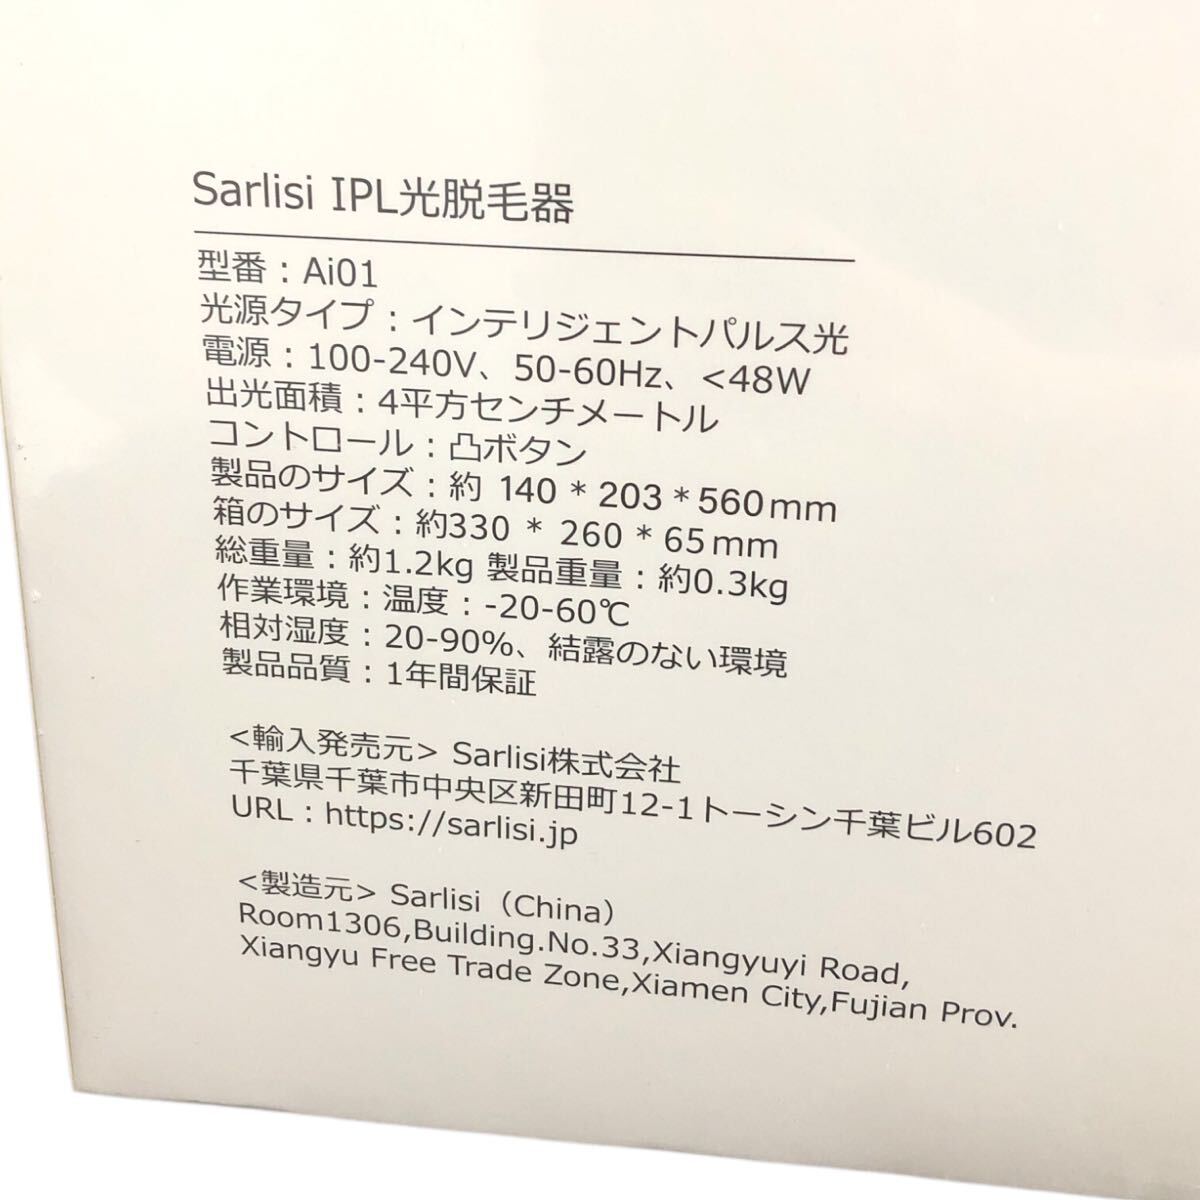 Sarlisi IPL光脱毛器
型番：Ai01
光源タイプ：インテリジェントパルス光
電源：100-240V、50-60Hz、<48W
出光面積：4平方センチメートル
コントロール：凸ボタン
製品のサイズ：約 140 * 203 * 560mm
箱のサイズ：約330 * 260 * 65mm
総重量：約1.2kg 製品重量：約0.3kg
作業環境：温度：-20-60℃
相対湿度：20-90%、結露のない環境
製品品質：1年間保証
<輸入発売元> Sarlisi株式会社
千葉県千葉市中央区新田町12-1トーシン千葉ビル602
URL：https://sarlisi.jp
<製造元> Sarlisi（China）
Room1306,Building.No.33,Xiangyuyi Road,
Xiangyu Free Trade Zone,Xiamen City,Fujian Prov.